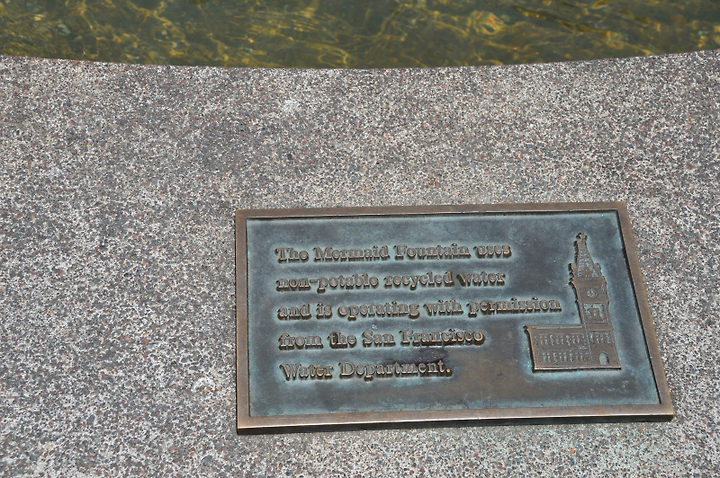 The Mermaid Fountain uses
non-potable recycled water
and is operating with permission
from the San Francisco
Water Department.